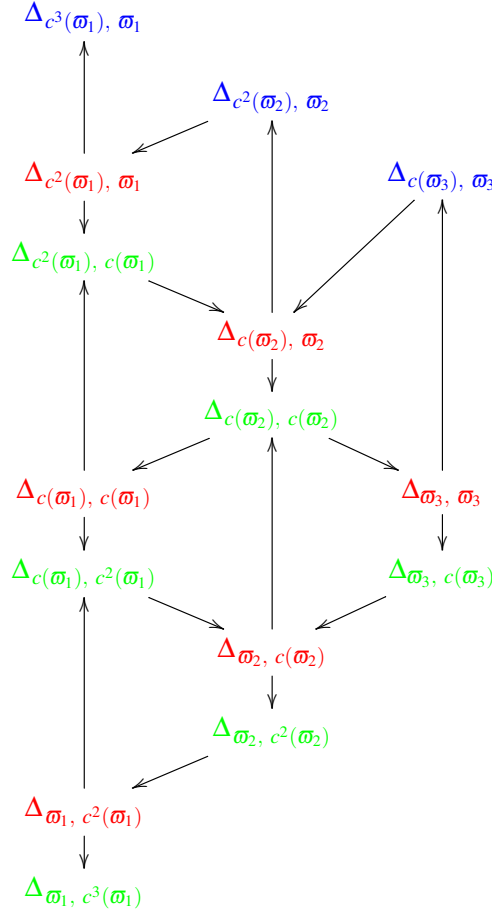 Δ_{c³(ϖ₁), ϖ₁}
Δ_{c²(ϖ₂), ϖ₂}
Δ_{c²(ϖ₁), ϖ₁}
Δ_{c(ϖ₃), ϖ₃}
Δ_{c²(ϖ₁), c(ϖ₁)}
Δ_{c(ϖ₂), ϖ₂}
Δ_{c(ϖ₂), c(ϖ₂)}
Δ_{c(ϖ₁), c(ϖ₁)}
Δ_{ϖ₃, ϖ₃}
Δ_{c(ϖ₁), c²(ϖ₁)}
Δ_{ϖ₃, c(ϖ₃)}
Δ_{ϖ₂, c(ϖ₂)}
Δ_{ϖ₂, c²(ϖ₂)}
Δ_{ϖ₁, c²(ϖ₁)}
Δ_{ϖ₁, c³(ϖ₁)}